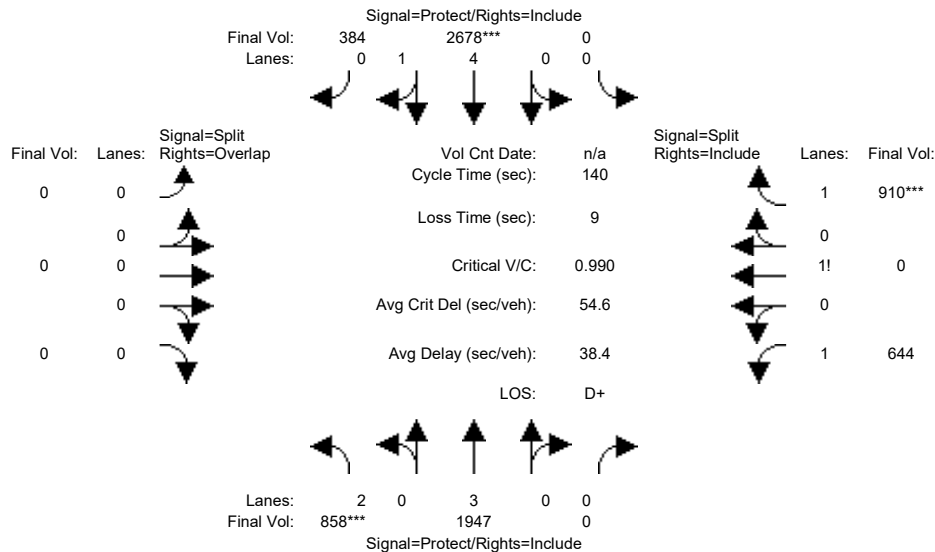 Signal=Protect/Rights=Include
Final Vol: 384 2678*** 0
Lanes: 0 1 4 0 0
Signal=Split
Final Vol: Lanes: Rights=Overlap
Vol Cnt Date: n/a
Signal=Split
Rights=Include Lanes: Final Vol:
Cycle Time (sec): 140
0 0
1 910***
Loss Time (sec): 9
0
0
0 0
Critical V/C: 0.990
1! 0
0
Avg Crit Del (sec/veh): 54.6
0
0 0
Avg Delay (sec/veh): 38.4
1 644
LOS: D+
Lanes: 2 0 3 0 0
Final Vol: 858*** 1947 0
Signal=Protect/Rights=Include